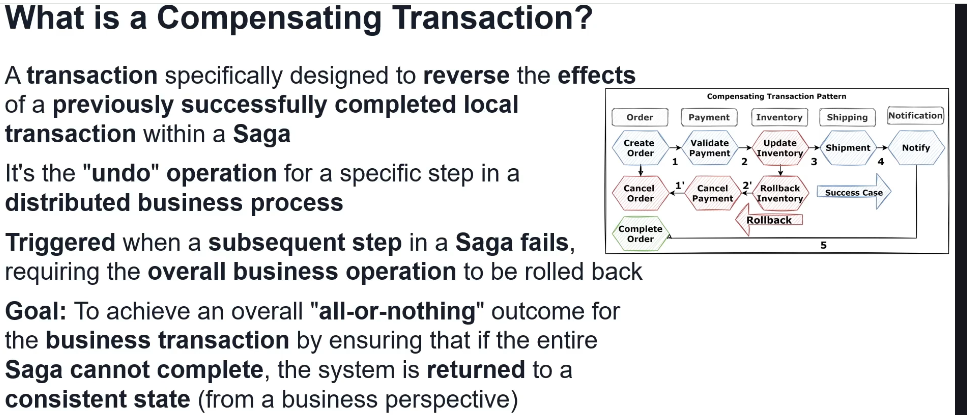 What is a Compensating Transaction?
A transaction specifically designed to reverse the effects
of a previously successfully completed local
transaction within a Saga
It's the "undo" operation for a specific step in a
distributed business process
Triggered when a subsequent step in a Saga fails,
requiring the overall business operation to be rolled back
Goal: To achieve an overall "all-or-nothing" outcome for
the business transaction by ensuring that if the entire
Saga cannot complete, the system is returned to a
consistent state (from a business perspective)
Compensating Transaction Pattern
Order
Payment
Inventory
Shipping
Notification
Create
Order
1
Validate
Payment
2
Update
Inventory
3
Shipment
4
Notify
Cancel
Order
1'
Cancel
Payment
2'
Rollback
Inventory
Success Case
Rollback
Complete
Order
5